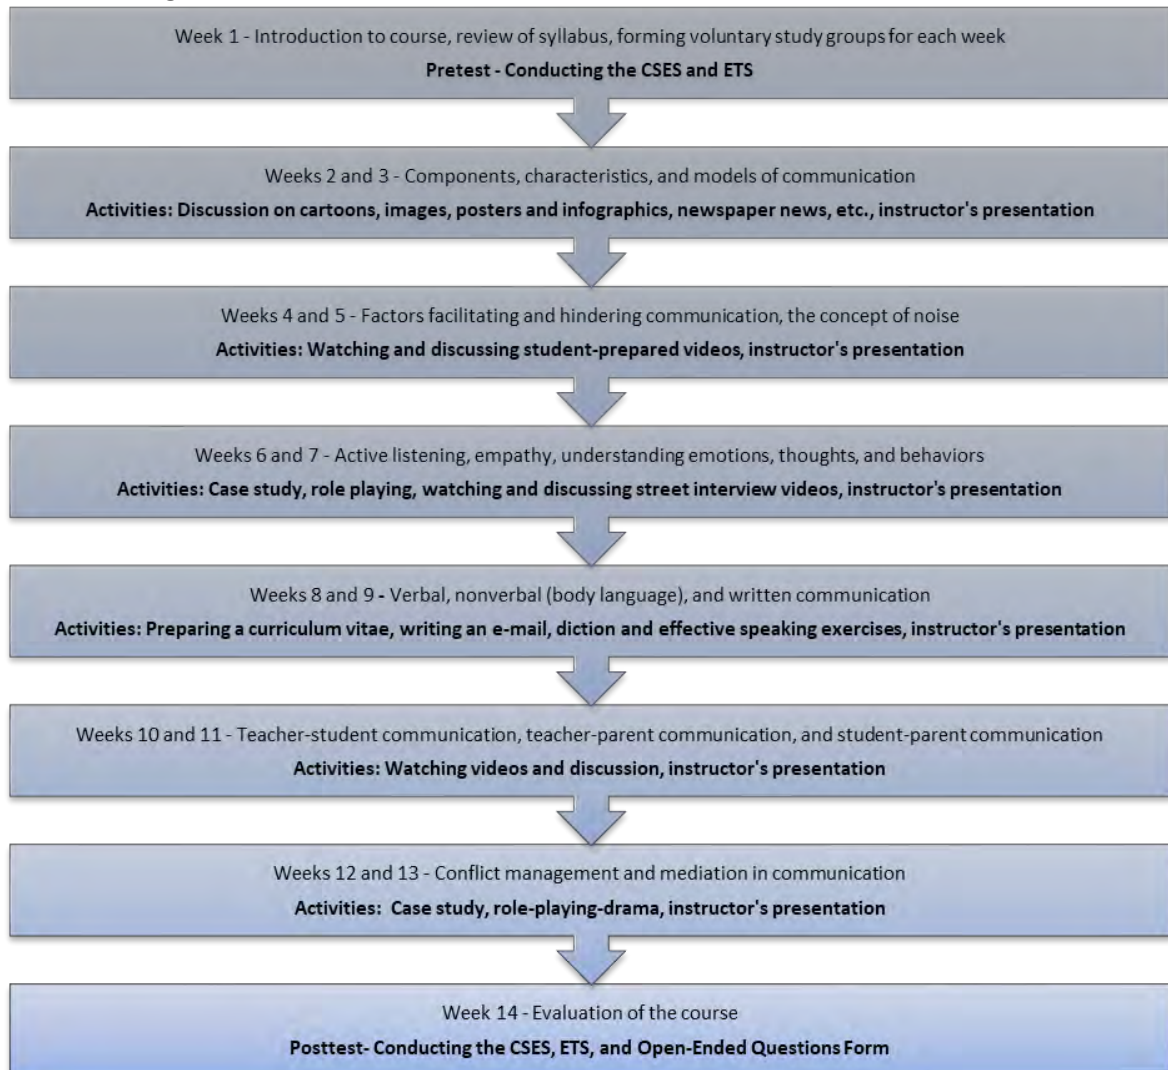 Week 1 - Introduction to course, review of syllabus, forming voluntary study groups for each week
Pretest - Conducting the CSES and ETS
Weeks 2 and 3 - Components, characteristics, and models of communication
Activities: Discussion on cartoons, images, posters and infographics, newspaper news, etc., instructor's presentation
Weeks 4 and 5 - Factors facilitating and hindering communication, the concept of noise
Activities: Watching and discussing student-prepared videos, instructor's presentation
Weeks 6 and 7 - Active listening, empathy, understanding emotions, thoughts, and behaviors
Activities: Case study, role playing, watching and discussing street interview videos, instructor's presentation
Weeks 8 and 9 - Verbal, nonverbal (body language), and written communication
Activities: Preparing a curriculum vitae, writing an e-mail, diction and effective speaking exercises, instructor's presentation
Weeks 10 and 11 - Teacher-student communication, teacher-parent communication, and student-parent communication
Activities: Watching videos and discussion, instructor's presentation
Weeks 12 and 13 - Conflict management and mediation in communication
Activities:  Case study, role-playing-drama, instructor's presentation
Week 14 - Evaluation of the course
Posttest- Conducting the CSES, ETS, and Open-Ended Questions Form